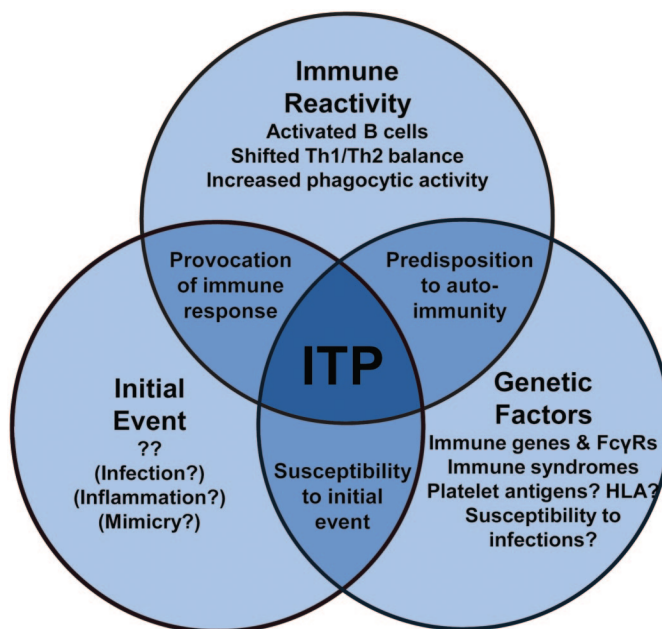 Immune
Reactivity
Activated B cells
Shifted Th1/Th2 balance
Increased phagocytic activity
Provocation
of immune
response
Predisposition
to auto-
immunity
ITP
Initial
Event
??
(Infection?)
(Inflammation?)
(Mimicry?)
Susceptibility
to initial
event
Genetic
Factors
Immune genes & FcγRs
Immune syndromes
Platelet antigens? HLA?
Susceptibility to
infections?